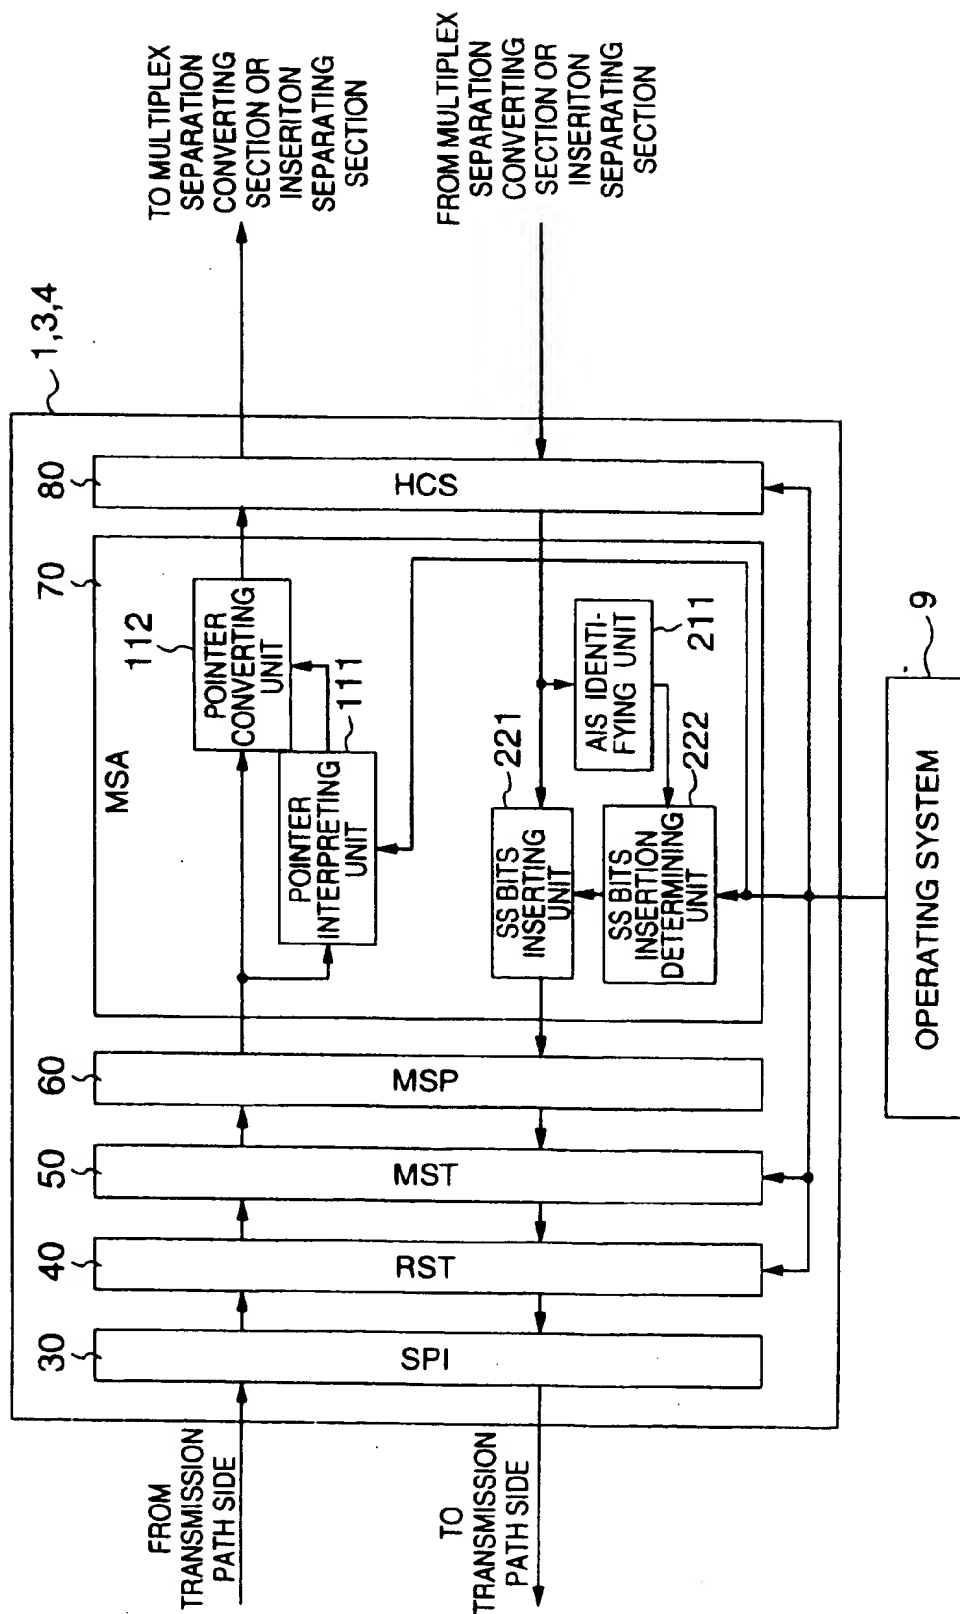 FROM
TRANSMISSION
PATH SIDE
TO
TRANSMISSION
PATH SIDE
30
SPI
40
RST
50
MST
60
MSP
70
MSA
112
POINTER
CONVERTING
UNIT
POINTER
INTERPRETING
UNIT
111
221
SS BITS
INSERTING
UNIT
AIS IDENTI-
FYING UNIT
211
222
SS BITS
INSERTION
DETERMINING
UNIT
80
HCS
1,3,4
TO MULTIPLEX
SEPARATION
CONVERTING
SECTION OR
INSERITON
SEPARATING
SECTION
FROM MULTIPLEX
SEPARATION
CONVERTING
SECTION OR
INSERITON
SEPARATING
SECTION
9
OPERATING SYSTEM